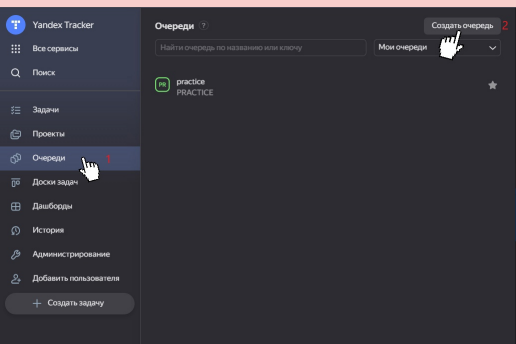 Yandex Tracker
Все сервисы
Поиск
Задачи
Проекты
Очереди 1
Доски задач
Дашборды
История
Администрирование
Добавить пользователя
+ Создать задачу
Очереди ?
Создать очередь 2
Найти очередь по названию или ключу
Мои очереди
PR
practice
PRACTICE